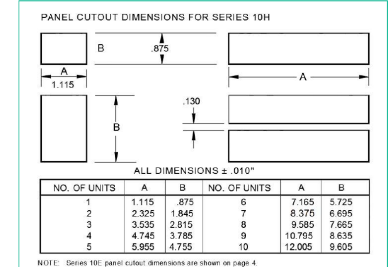 PANEL CUTOUT DIMENSIONS FOR SERIES 10H
B .875
A
1.115
A
B
.130
ALL DIMENSIONS ± .010"
NO. OF UNITS A B NO. OF UNITS A B
1 1.115 .875 6 7.165 5.725
2 2.325 1.845 7 8.375 6.695
3 3.535 2.815 8 9.585 7.665
4 4.745 3.785 9 10.795 8.635
5 5.955 4.755 10 12.005 9.605
NOTE: Series 10E panel cutout dimensions are shown on page 4.